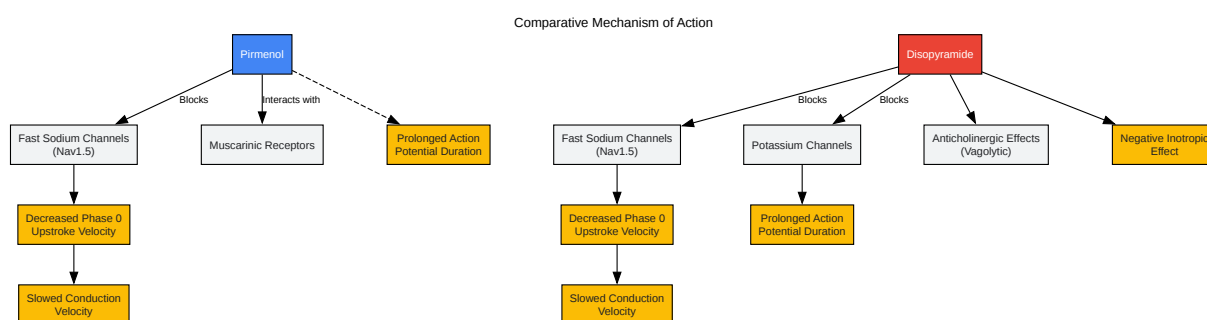 Comparative Mechanism of Action
Pirmenol
Disopyramide
Blocks
Interacts with
Blocks
Blocks
Fast Sodium Channels
(Nav1.5)
Muscarinic Receptors
Prolonged Action
Potential Duration
Fast Sodium Channels
(Nav1.5)
Potassium Channels
Anticholinergic Effects
(Vagolytic)
Negative Inotropic
Effect
Decreased Phase 0
Upstroke Velocity
Decreased Phase 0
Upstroke Velocity
Prolonged Action
Potential Duration
Slowed Conduction
Velocity
Slowed Conduction
Velocity